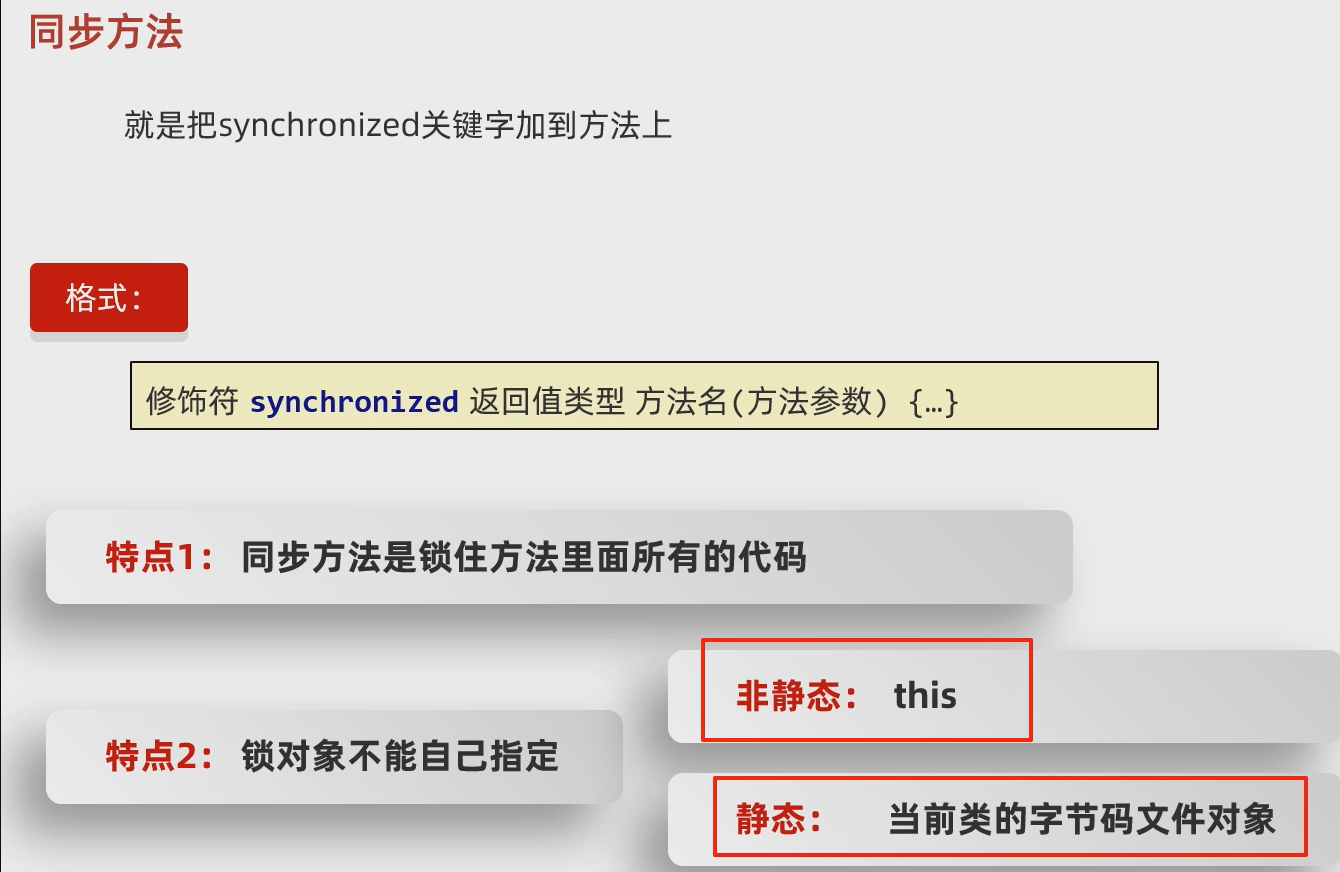 同步方法
就是把synchronized关键字加到方法上
格式：
修饰符 synchronized 返回值类型 方法名(方法参数) {…}
特点1： 同步方法是锁住方法里面所有的代码
特点2： 锁对象不能自己指定
非静态： this
静态： 当前类的字节码文件对象